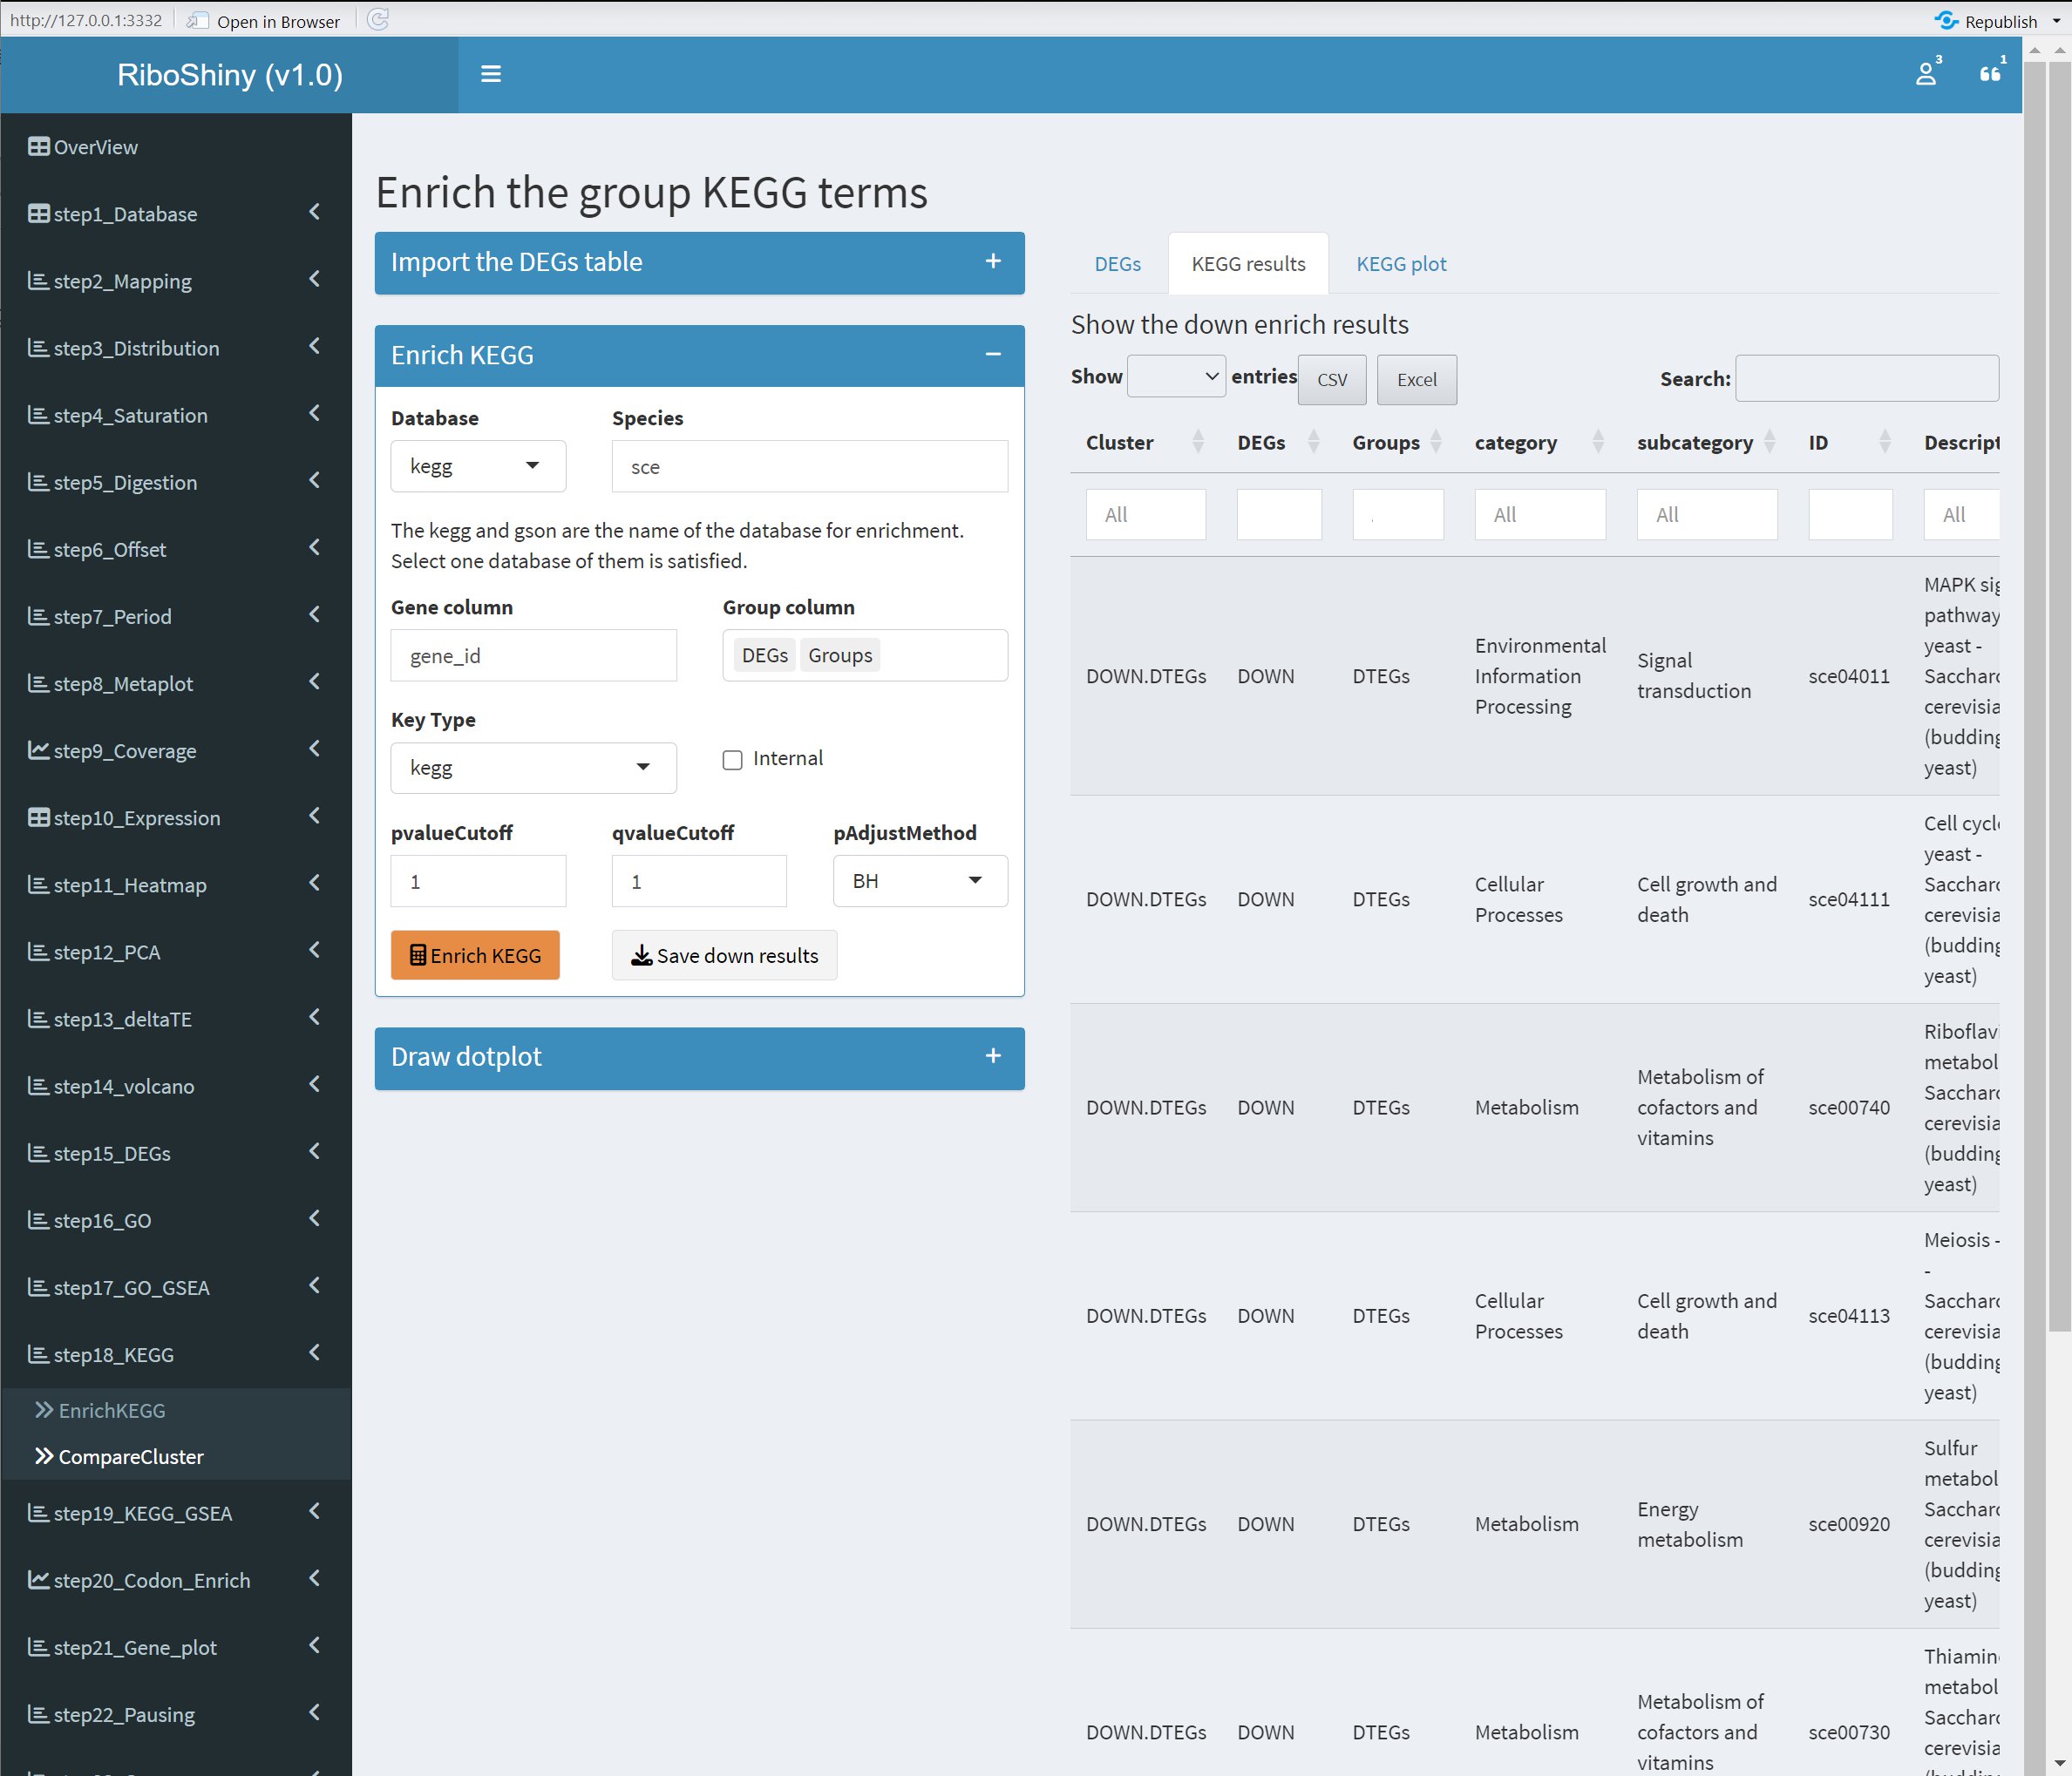 http://127.0.0.1:3332 Open in Browser Republish
RiboShiny (v1.0) 3 1
OverView
step1_Database
step2_Mapping
step3_Distribution
step4_Saturation
step5_Digestion
step6_Offset
step7_Period
step8_Metaplot
step9_Coverage
step10_Expression
step11_Heatmap
step12_PCA
step13_deltaTE
step14_volcano
step15_DEGs
step16_GO
step17_GO_GSEA
step18_KEGG
EnrichKEGG
CompareCluster
step19_KEGG_GSEA
step20_Codon_Enrich
step21_Gene_plot
step22_Pausing
Enrich the group KEGG terms
Import the DEGs table
Enrich KEGG
Database Species
kegg sce
The kegg and gson are the name of the database for enrichment.
Select one database of them is satisfied.
Gene column Group column
gene_id DEGs Groups
Key Type
kegg Internal
pvalueCutoff qvalueCutoff pAdjustMethod
1 1 BH
Enrich KEGG Save down results
Draw dotplot
DEGs KEGG results KEGG plot
Show the down enrich results
Show entries CSV Excel Search:
Cluster DEGs Groups category subcategory ID Descript
All All All All
DOWN.DTEGs DOWN DTEGs
Environmental
Information
Processing
Signal
transduction
sce04011
MAPK sig
pathway
yeast -
Saccharo
cerevisia
(budding
yeast)
DOWN.DTEGs DOWN DTEGs
Cellular
Processes
Cell growth and
death
sce04111
Cell cycle
yeast -
Saccharo
cerevisia
(budding
yeast)
DOWN.DTEGs DOWN DTEGs
Metabolism
Metabolism of
cofactors and
vitamins
sce00740
Riboflavi
metabol
Saccharo
cerevisia
(budding
yeast)
DOWN.DTEGs DOWN DTEGs
Cellular
Processes
Cell growth and
death
sce04113
Meiosis -
-
Saccharo
cerevisia
(budding
yeast)
DOWN.DTEGs DOWN DTEGs
Metabolism
Energy
metabolism
sce00920
Sulfur
metabol
Saccharo
cerevisia
(budding
yeast)
DOWN.DTEGs DOWN DTEGs
Metabolism
Metabolism of
cofactors and
vitamins
sce00730
Thiamin
metabol
Saccharo
cerevisia